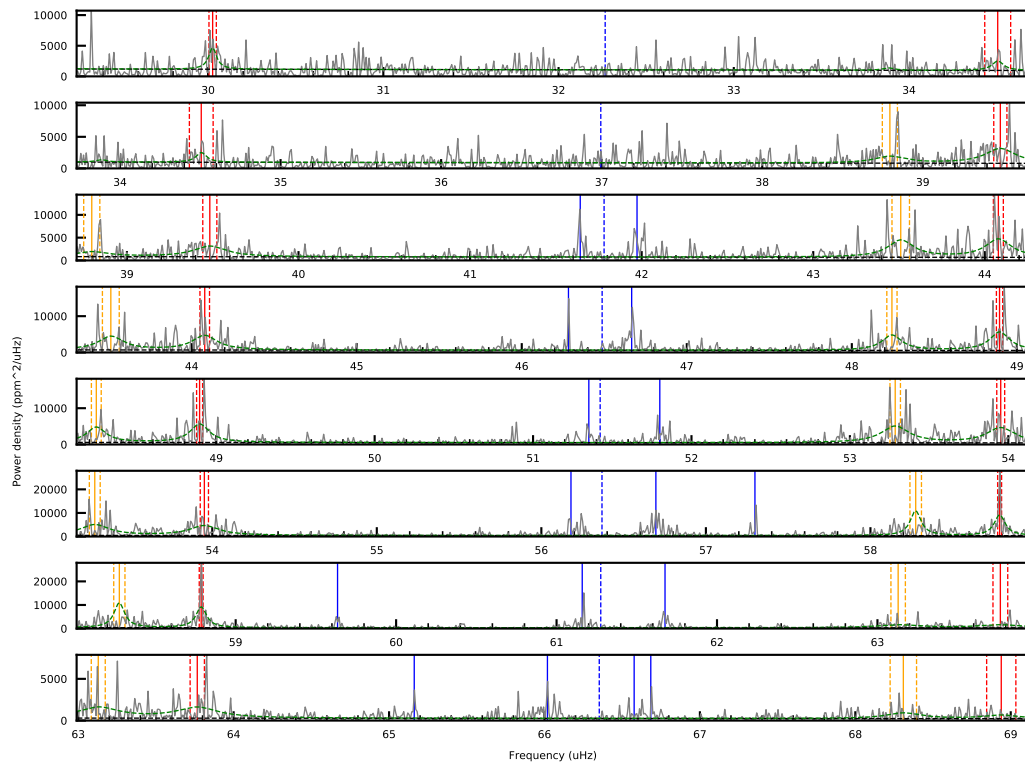 10000
5000
0
30 31 32 33 34
10000
5000
0
34 35 36 37 38 39
10000
5000
0
39 40 41 42 43 44
10000
0
44 45 46 47 48 49
10000
0
49 50 51 52 53 54
Power density (ppm^2/uHz)
20000
10000
0
54 55 56 57 58
20000
10000
0
59 60 61 62 63
5000
0
63 64 65 66 67 68 69
Frequency (uHz)